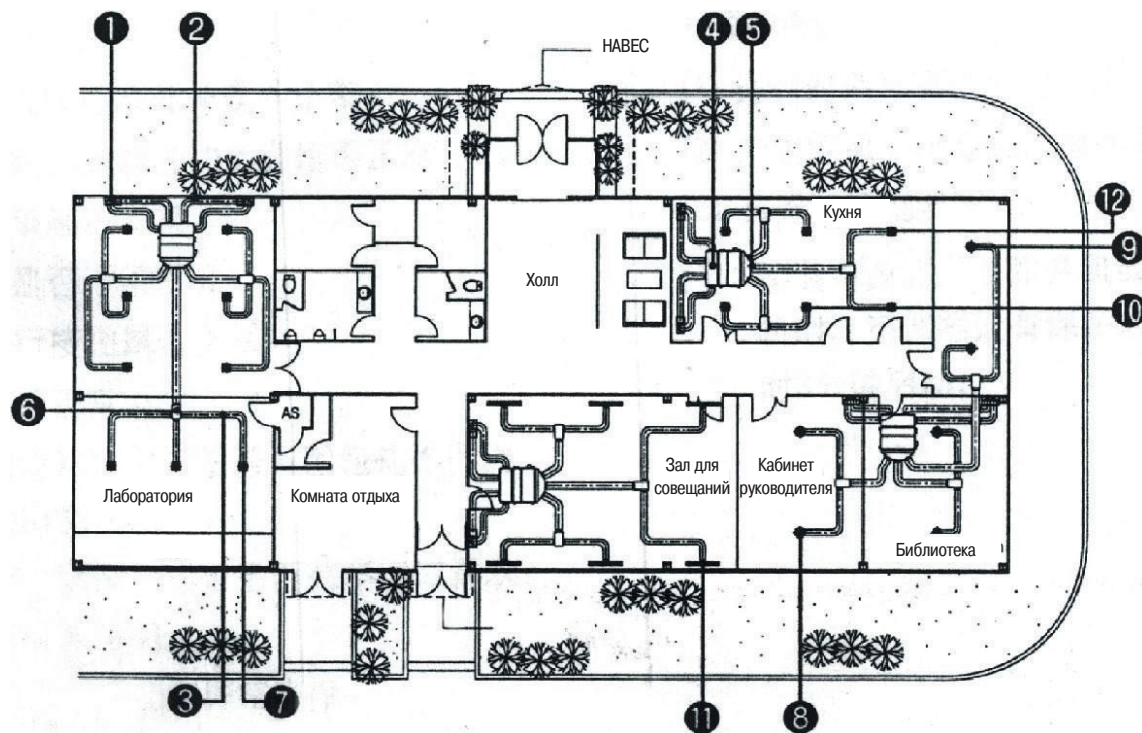 1 2 4 5
НАВЕС
Кухня
12
9
Холл
10
6
AS
Лаборатория
Комната отдыха
Зал для
совещаний
Кабинет
руководителя
Библиотека
3 7 11 8